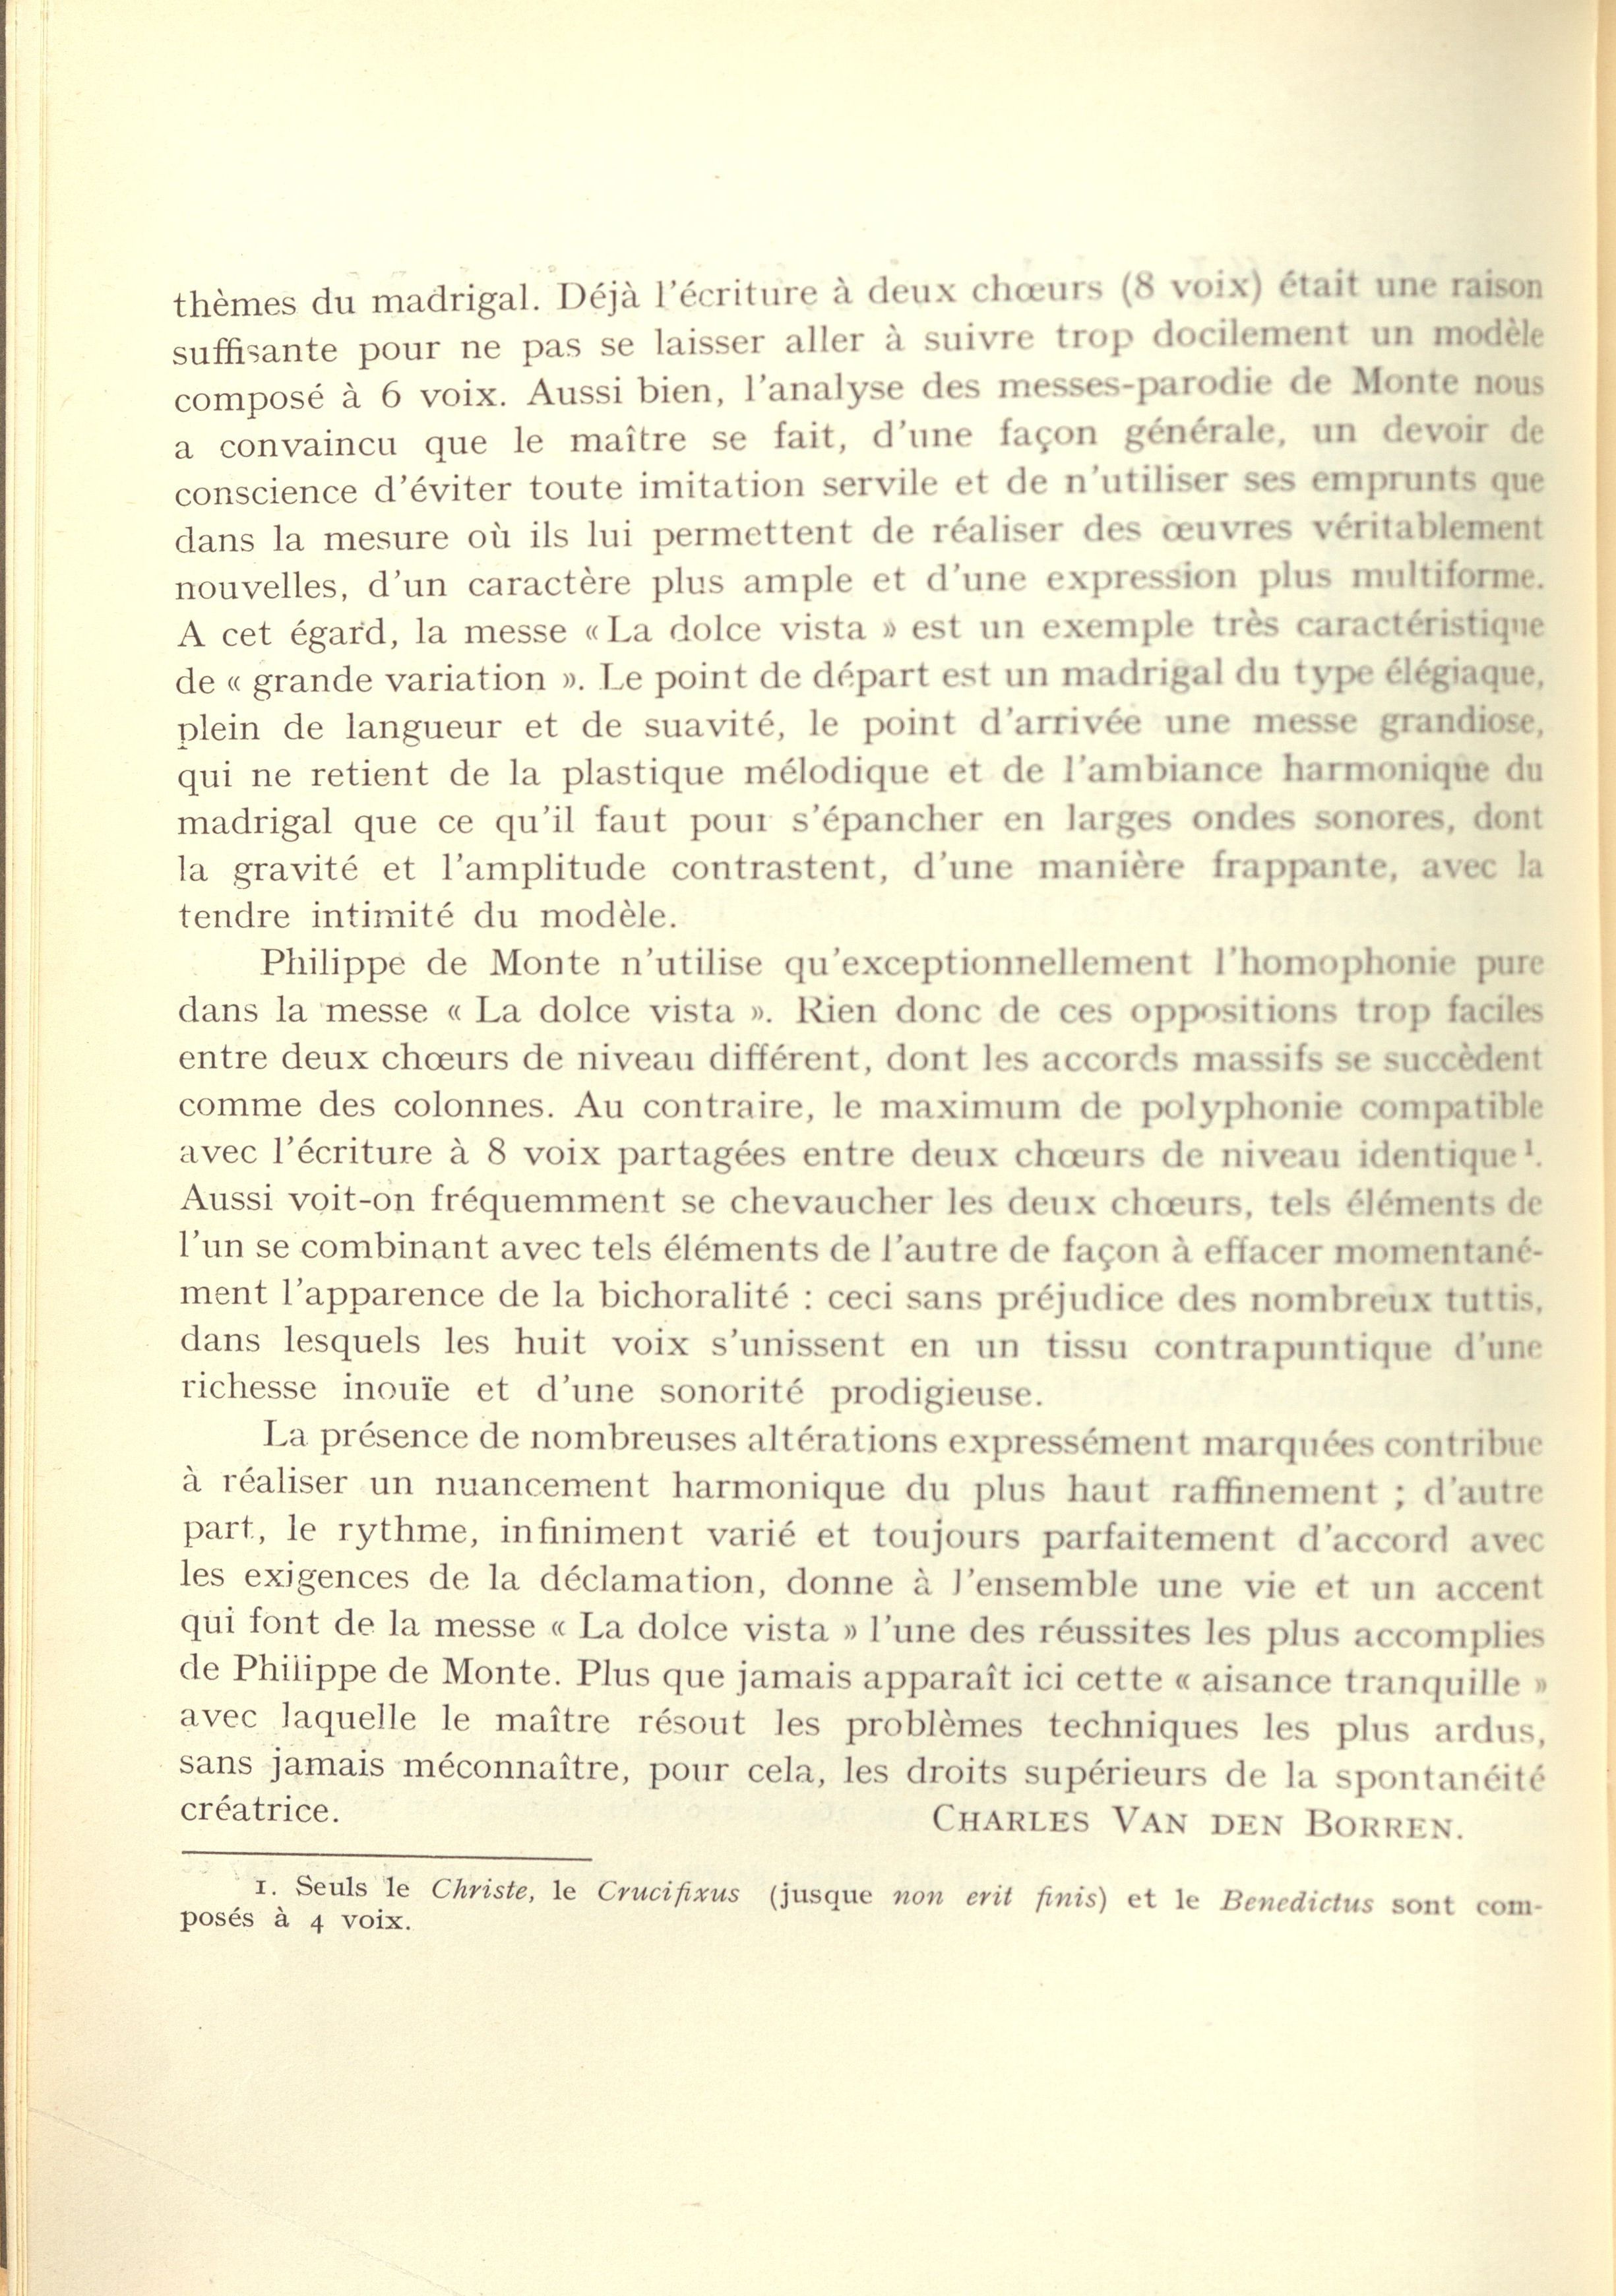 thèmes du madrigal. Déjà l'écriture à deux chœurs (8 voix) était une raison
suffisante pour ne pas se laisser aller à suivre trop docilement un modèle
composé à 6 voix. Aussi bien, l'analyse des messes-parodie de Monte nous
a convaincu que le maître se fait, d'une façon générale, un devoir de
conscience d'éviter toute imitation servile et de n'utiliser ses emprunts que
dans la mesure où ils lui permettent de réaliser des œuvres véritablement
nouvelles, d'un caractère plus ample et d'une expression plus multiforme.
A cet égard, la messe « La dolce vista » est un exemple très caractéristique
de « grande variation ». Le point de départ est un madrigal du type élégiaque,
plein de langueur et de suavité, le point d'arrivée une messe grandiose,
qui ne retient de la plastique mélodique et de l'ambiance harmonique du
madrigal que ce qu'il faut pour s'épancher en larges ondes sonores, dont
la gravité et l'amplitude contrastent, d'une manière frappante, avec la
tendre intimité du modèle.
Philippe de Monte n'utilise qu'exceptionnellement l'homophonie pure
dans la messe « La dolce vista ». Rien donc de ces oppositions trop faciles
entre deux chœurs de niveau différent, dont les accords massifs se succèdent
comme des colonnes. Au contraire, le maximum de polyphonie compatible
avec l'écriture à 8 voix partagées entre deux chœurs de niveau identique¹.
Aussi voit-on fréquemment se chevaucher les deux chœurs, tels éléments de
l'un se combinant avec tels éléments de l'autre de façon à effacer momentané-
ment l'apparence de la bichoralité : ceci sans préjudice des nombreux tuttis,
dans lesquels les huit voix s'unissent en un tissu contrapuntique d'une
richesse inouïe et d'une sonorité prodigieuse.
La présence de nombreuses altérations expressément marquées contribue
à réaliser un nuancement harmonique du plus haut raffinement ; d'autre
part, le rythme, infiniment varié et toujours parfaitement d'accord avec
les exigences de la déclamation, donne à l'ensemble une vie et un accent
qui font de la messe « La dolce vista » l'une des réussites les plus accomplies
de Philippe de Monte. Plus que jamais apparaît ici cette « aisance tranquille »
avec laquelle le maître résout les problèmes techniques les plus ardus,
sans jamais méconnaître, pour cela, les droits supérieurs de la spontanéité
créatrice. CHARLES VAN DEN BORREN.
1. Seuls le Christe, le Crucifixus (jusque non erit finis) et le Benedictus sont com-
posés à 4 voix.